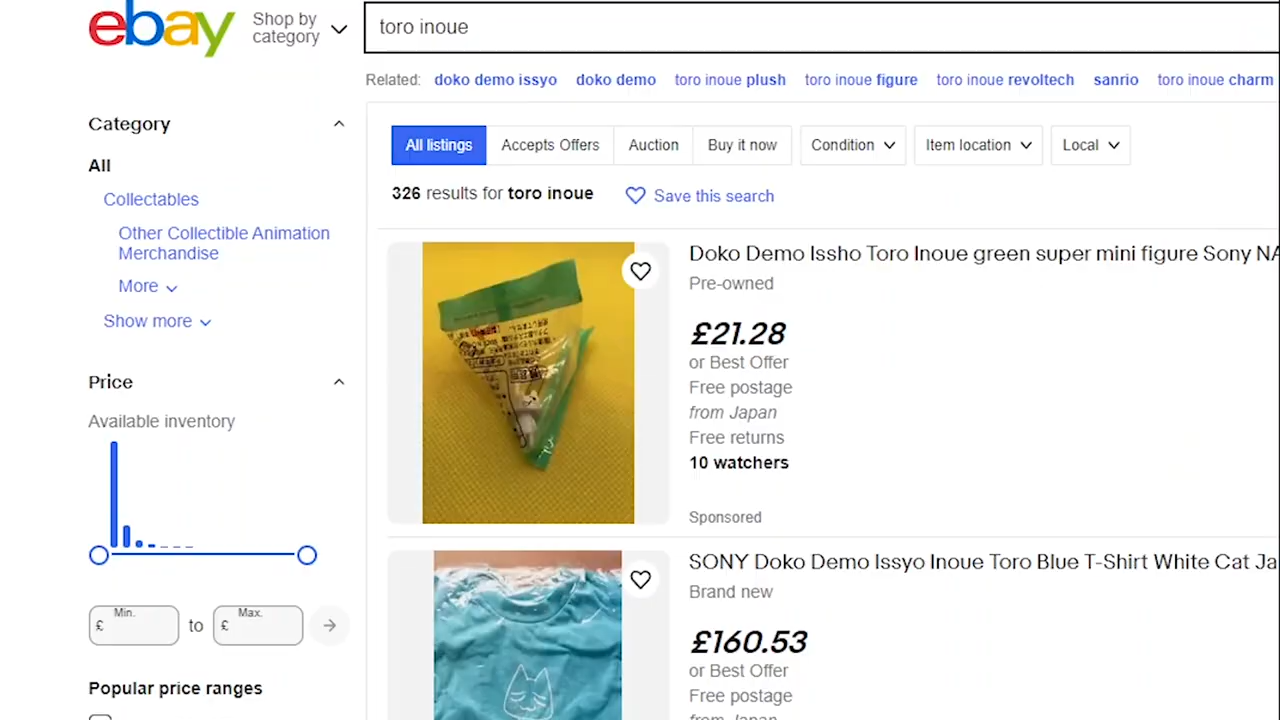 ebay
Shop by
category
toro inoue
Related: doko demo issyo doko demo toro inoue plush toro inoue figure toro inoue revoltech sanrio toro inoue charm
Category
All
Collectables
Other Collectible Animation
Merchandise
More
Show more
Price
Available inventory
Min.
£
to
Max.
£
Popular price ranges
All listings Accepts Offers Auction Buy it now Condition Item location Local
326 results for toro inoue Save this search
Doko Demo Issho Toro Inoue green super mini figure Sony NA
Pre-owned
£21.28
or Best Offer
Free postage
from Japan
Free returns
10 watchers
Sponsored
SONY Doko Demo Issyo Inoue Toro Blue T-Shirt White Cat Ja
Brand new
£160.53
or Best Offer
Free postage
from Japan